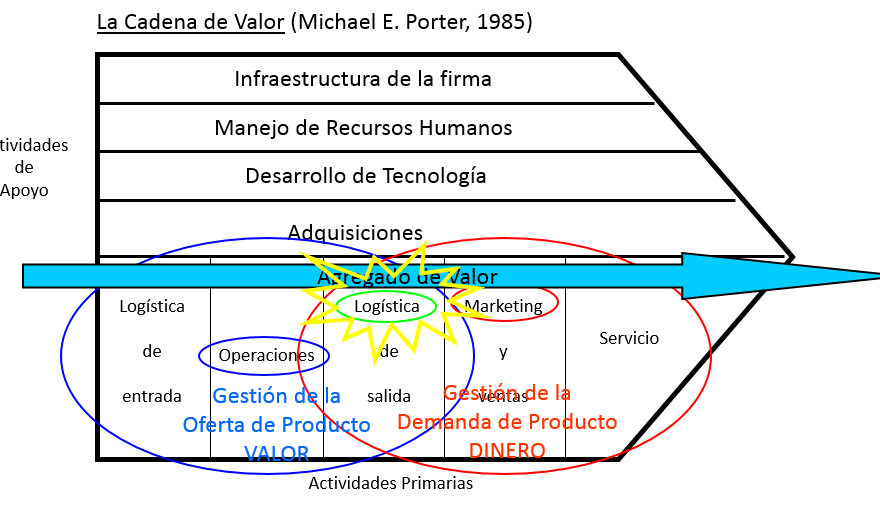 La Cadena de Valor (Michael E. Porter, 1985)
Infraestructura de la firma
Manejo de Recursos Humanos
tividades
de
Apoyo
Desarrollo de Tecnología
Adquisiciones
Agregado de Valor
Logística
de
entrada
Operaciones
Logística
de
salida
Marketing
y
ventas
Servicio
Gestión de la
Oferta de Producto
VALOR
Gestión de la
Demanda de Producto
DINERO
Actividades Primarias